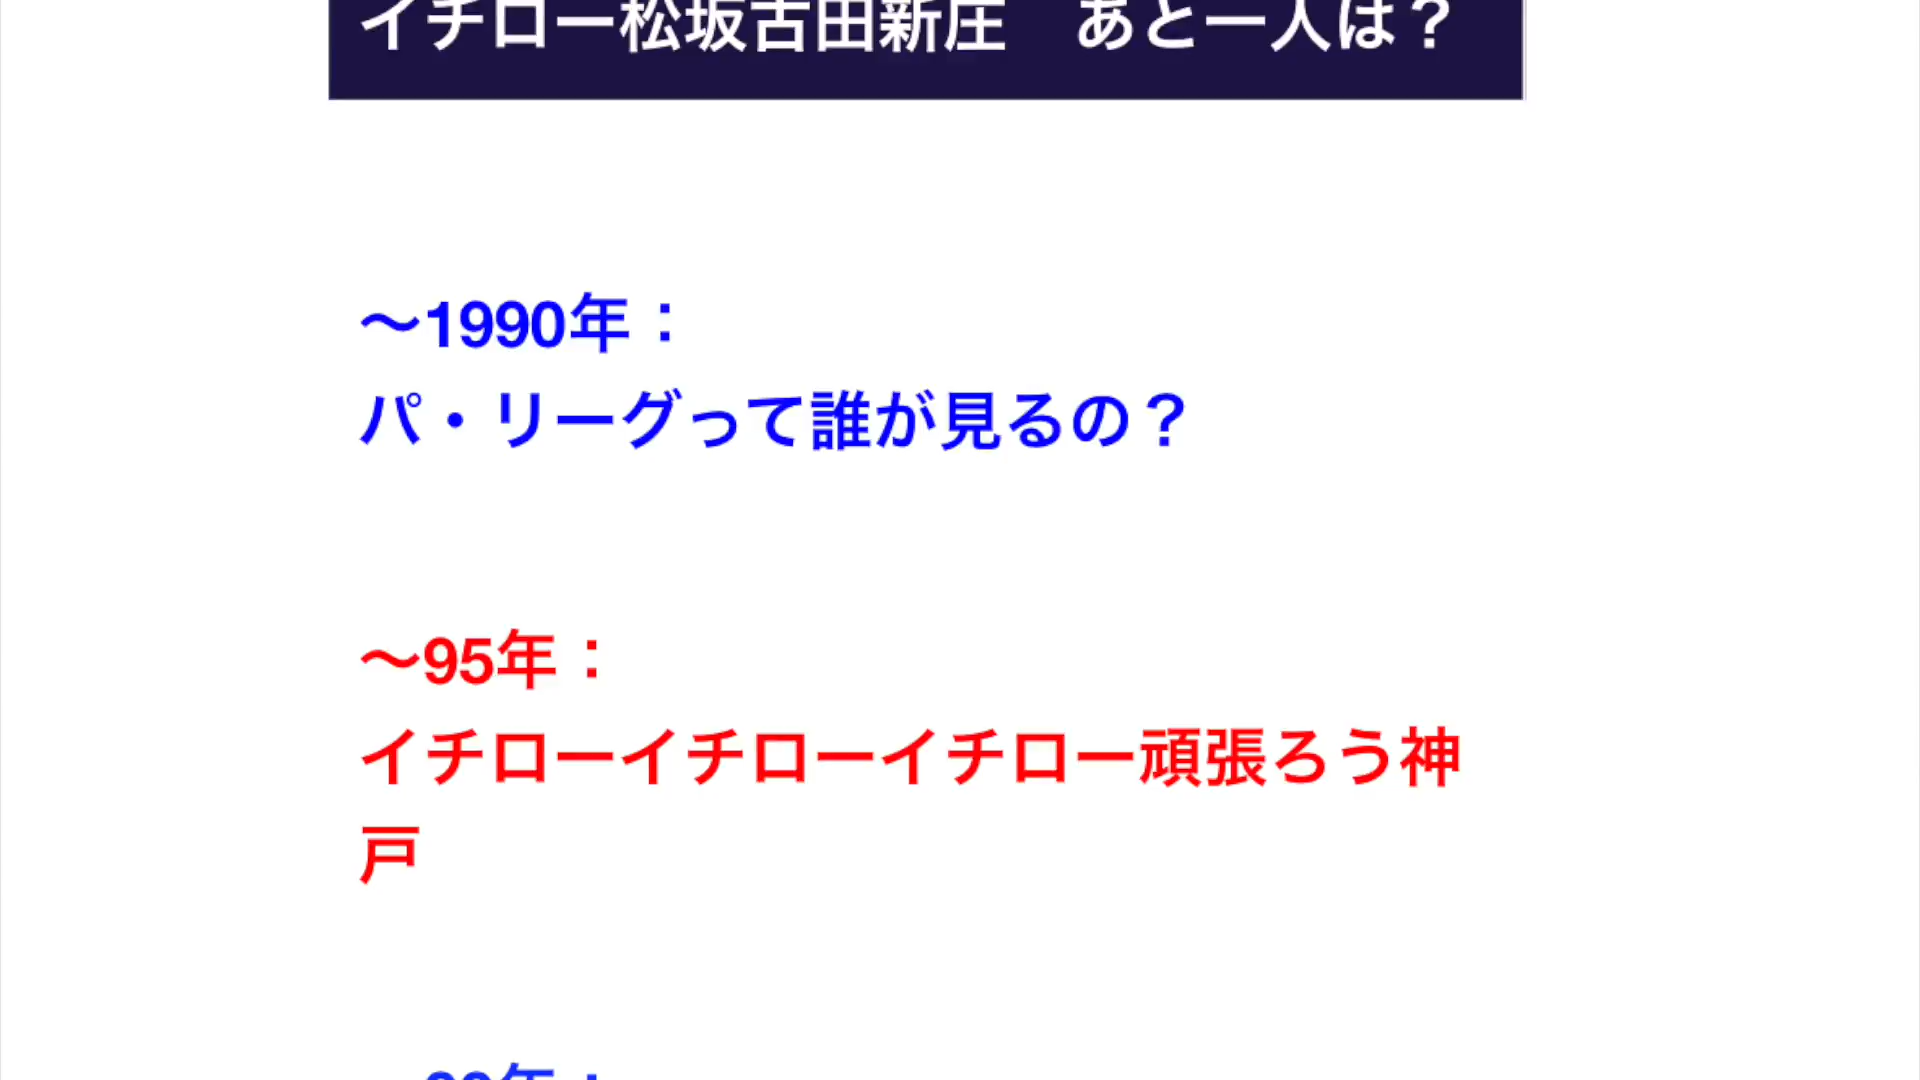 イチロー松坂古田新庄　あと一人は？
〜1990年：
パ・リーグって誰が見るの？
〜95年：
イチローイチローイチロー頑張ろう神
戸